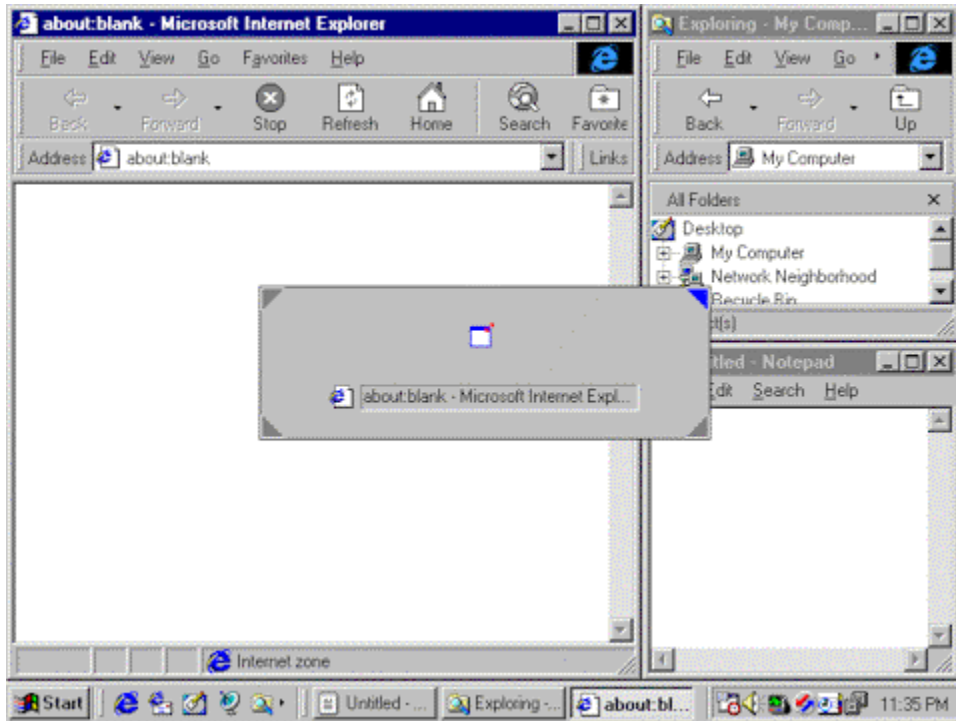 about:blank - Microsoft Internet Explorer
File Edit View Go Favorites Help
Back Forward Stop Refresh Home Search Favorite
Address about:blank Links
Internet zone
Exploring - My Comp...
File Edit View Go
Back Forward Up
Address My Computer
All Folders
Desktop
My Computer
Network Neighborhood
Recycle Bin
ct(s)
about:blank - Microsoft Internet Expl...
tled - Notepad
Edit Search Help
Start Untitled - ... Exploring -... about:bl... 11:35 PM